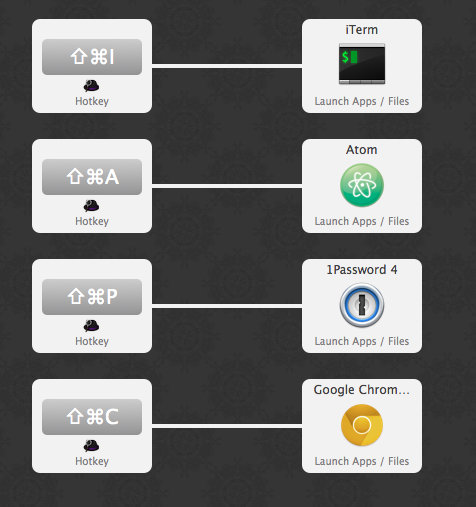 ⇧⌘I
Hotkey
iTerm
$
Launch Apps / Files
⇧⌘A
Hotkey
Atom
Launch Apps / Files
⇧⌘P
Hotkey
1Password 4
Launch Apps / Files
⇧⌘C
Hotkey
Google Chrom...
Launch Apps / Files